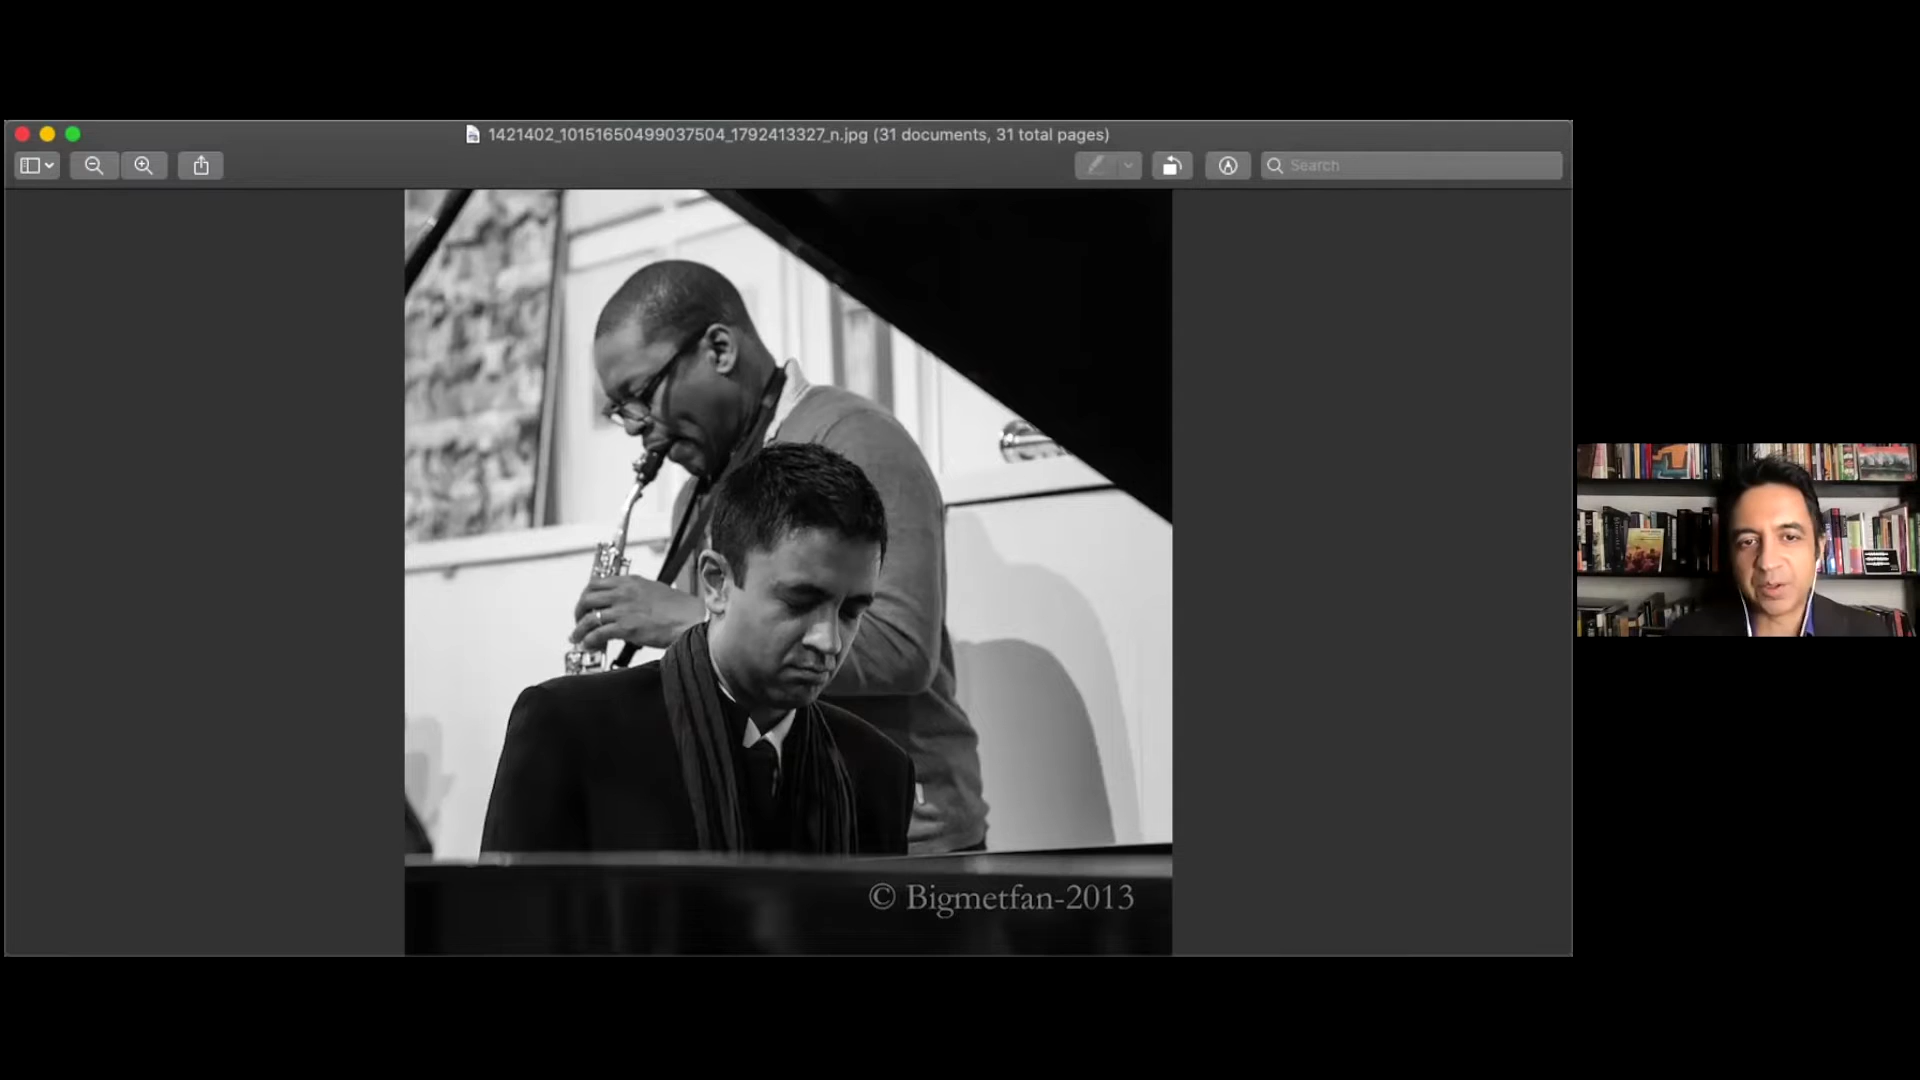 1421402_10151650499037504_1792413327_n.jpg (31 documents, 31 total pages)
Search
© Bigmetfan-2013